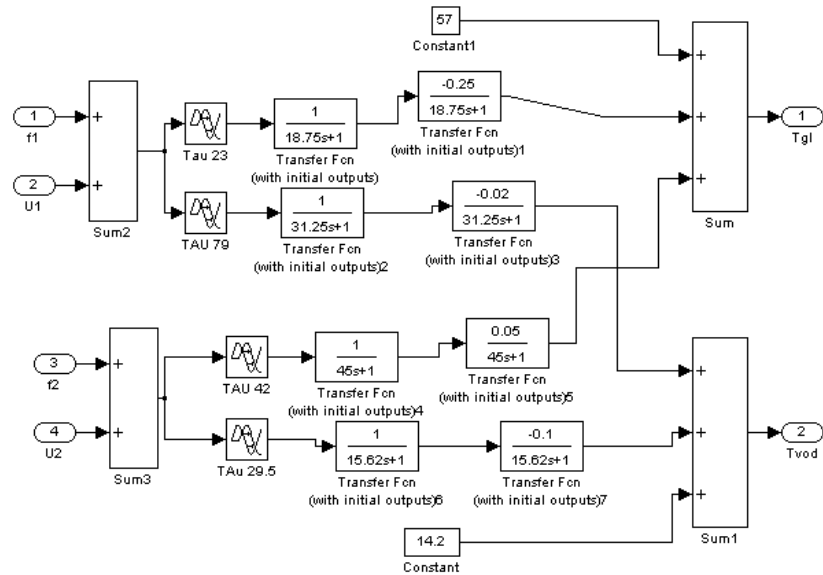 57
Constant1
1
f1
2
U1
+
+
Sum2
Tau 23
1
18.75s+1
Transfer Fcn
(with initial outputs)
-0.25
18.75s+1
Transfer Fcn
(with initial outputs)1
+
+
+
Sum
1
Tgl
TAU 79
1
31.25s+1
Transfer Fcn
(with initial outputs)2
-0.02
31.25s+1
Transfer Fcn
(with initial outputs)3
3
f2
4
U2
+
+
Sum3
TAU 42
1
45s+1
Transfer Fcn
(with initial outputs)4
0.05
45s+1
Transfer Fcn
(with initial outputs)5
TAu 29.5
1
15.62s+1
Transfer Fcn
(with initial outputs)6
-0.1
15.62s+1
Transfer Fcn
(with initial outputs)7
+
+
+
Sum1
2
Tvod
14.2
Constant